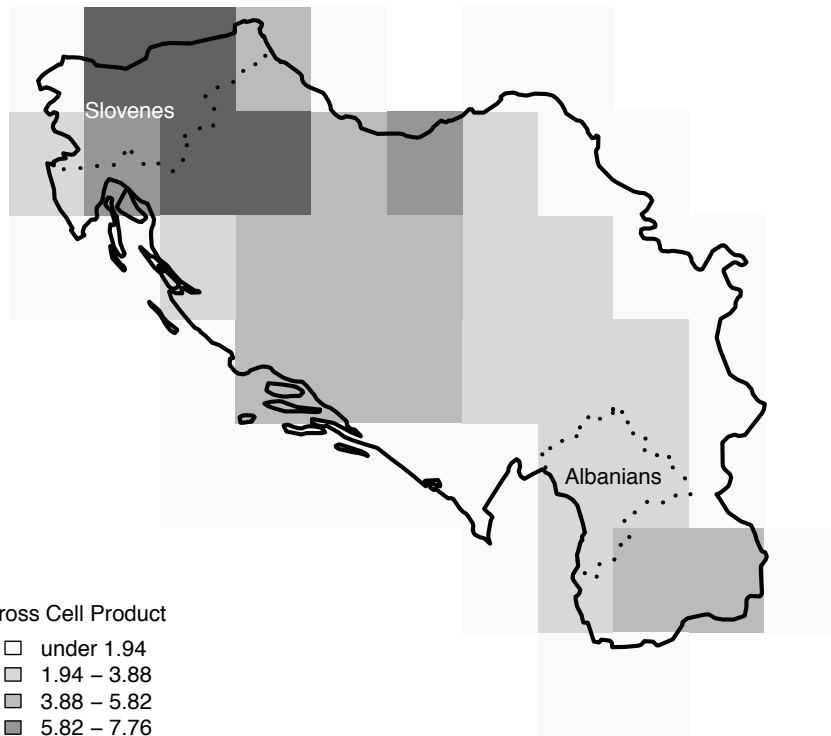 Slovenes
Albanians
ross Cell Product
under 1.94
1.94 – 3.88
3.88 – 5.82
5.82 – 7.76